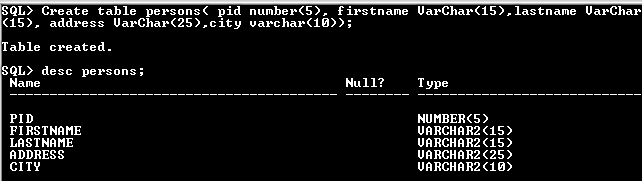 SQL> Create table persons( pid number(5), firstname VarChar(15),lastname VarChar
(15), address VarChar(25),city varchar(10));
Table created.
SQL> desc persons;
Name Null? Type
PID NUMBER(5)
FIRSTNAME VARCHAR2(15)
LASTNAME VARCHAR2(15)
ADDRESS VARCHAR2(25)
CITY VARCHAR2(10)